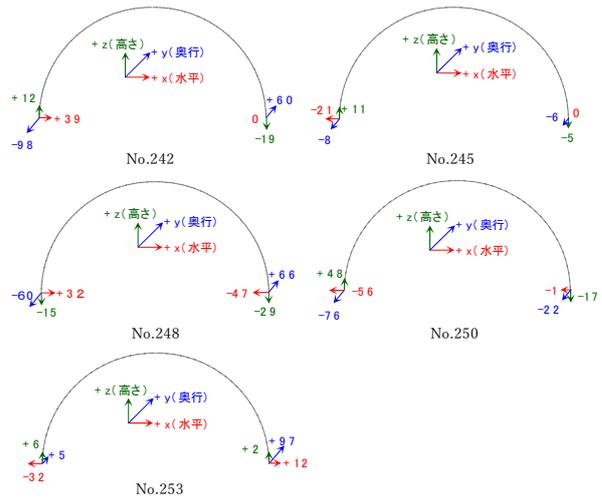 +z(高さ)
+y(奥行)
+x(水平)
+12
+39
-98
+60
0
-19
No.242
+z(高さ)
+y(奥行)
+x(水平)
-21
+11
-8
-6
0
-5
No.245
+z(高さ)
+y(奥行)
+x(水平)
-60
+32
-15
-47
+66
-29
No.248
+z(高さ)
+y(奥行)
+x(水平)
+48
-56
-76
-1
-17
-22
No.250
+z(高さ)
+y(奥行)
+x(水平)
+6
+5
-32
+2
+97
+12
No.253